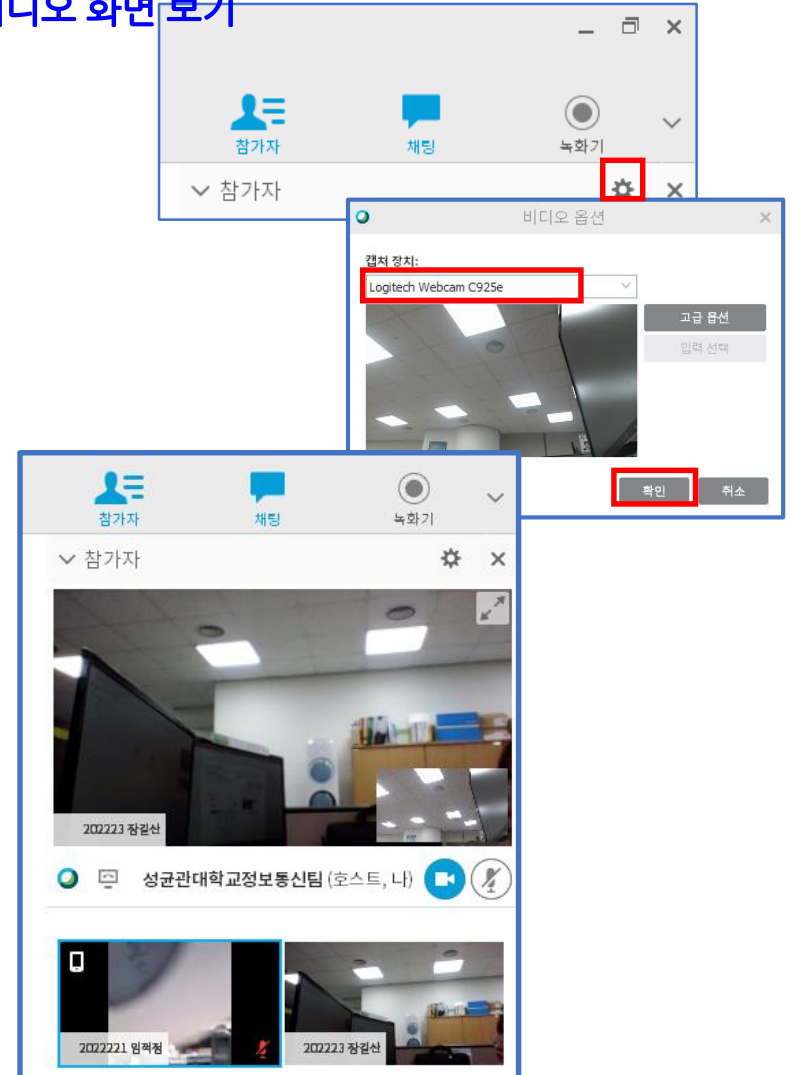 디오 화면 보기
참가자 채팅 녹화기
참가자
비디오 옵션
캡처 장치:
Logitech Webcam C925e
고급 옵션
입력 선택
확인 취소
참가자 채팅 녹화기
참가자
202223 장길산
성균관대학교정보통신팀 (호스트, 나)
2022221 임꺽정
202223 장길산